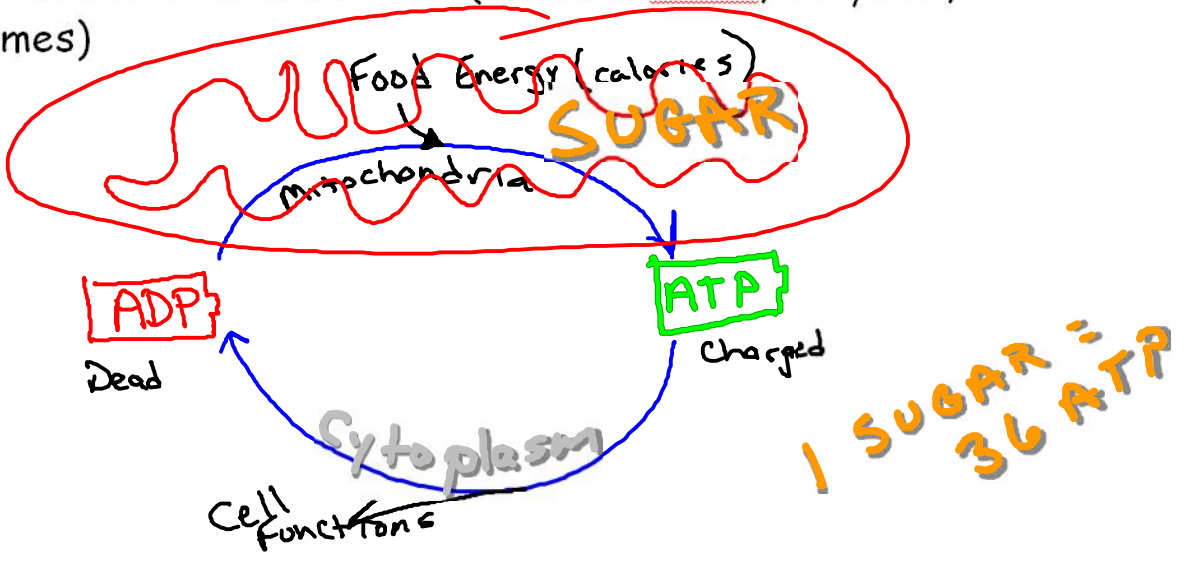 mes)
Food Energy (calories)
SUGAR
Mitochondria
ADP
ATP
Dead
Charged
1 SUGAR =
36 ATP
Cytoplasm
Cell
Functions